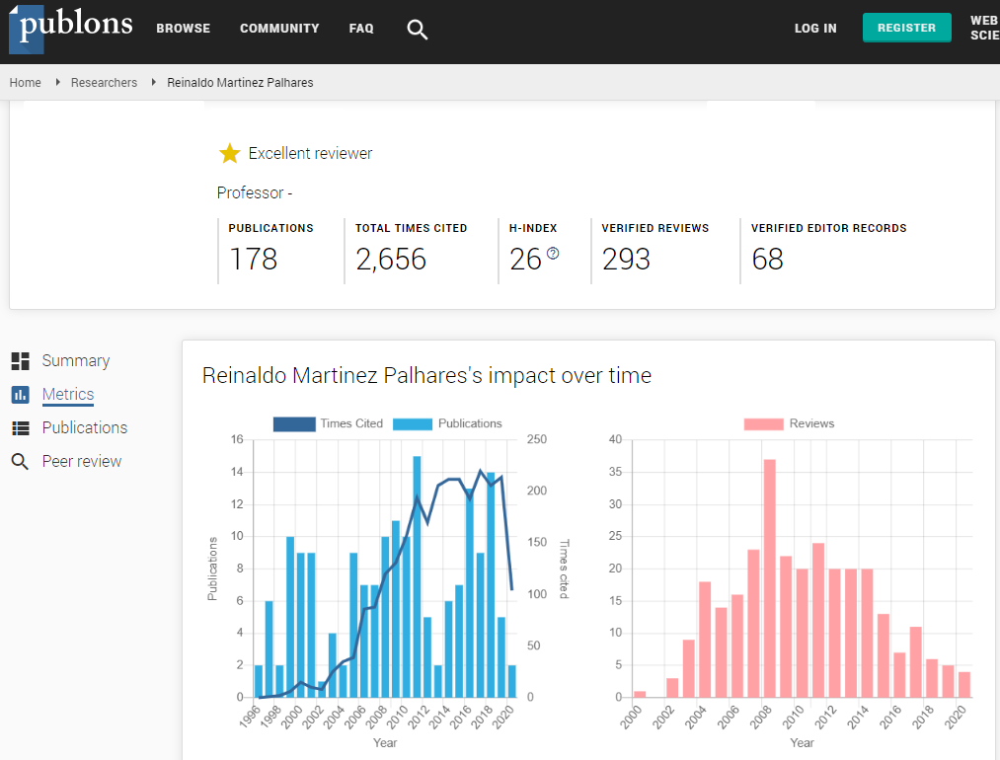 publons BROWSE COMMUNITY FAQ LOG IN REGISTER WEB
SCIE
Home Researchers Reinaldo Martinez Palhares
Excellent reviewer
Professor -
PUBLICATIONS TOTAL TIMES CITED H-INDEX VERIFIED REVIEWS VERIFIED EDITOR RECORDS
178 2,656 26 ? 293 68
Summary
Metrics
Publications
Peer review
Reinaldo Martinez Palhares's impact over time
Times Cited Publications
16 250
14 200
12 150
10 100
8 50
6 0
4
2
0
Publications
Times cited
1996 1998 2000 2002 2004 2006 2008 2010 2012 2014 2016 2018 2020
Year
Reviews
40
35
30
25
20
15
10
5
0
2000 2002 2004 2006 2008 2010 2012 2014 2016 2018 2020
Year